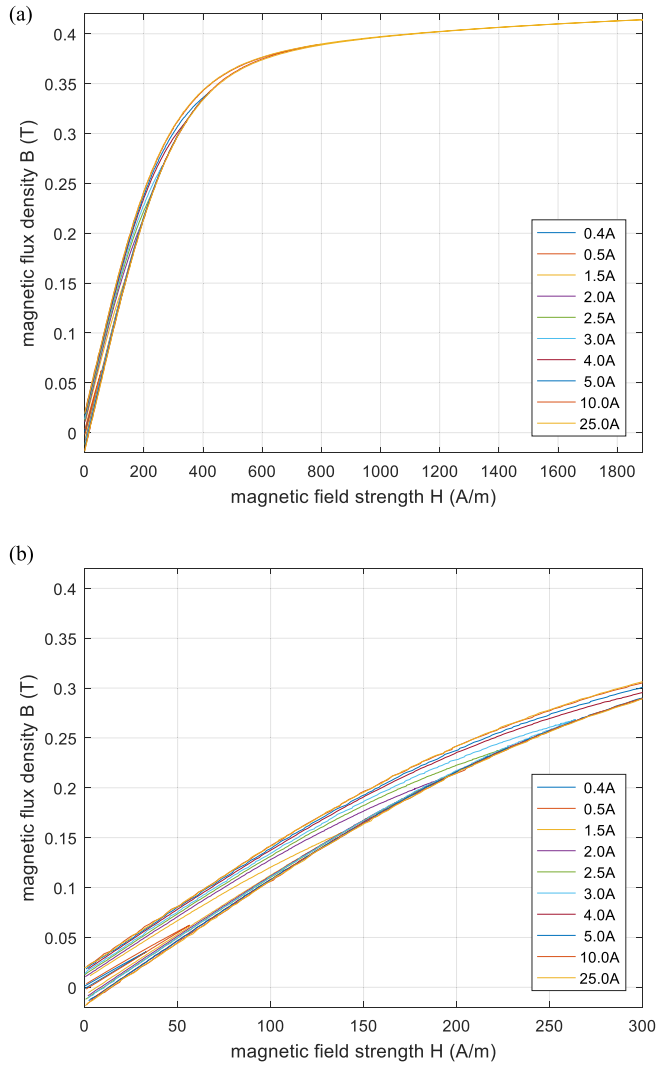 (a)
0.4
0.35
0.3
0.25
0.2
0.15
0.1
0.05
0
magnetic flux density B (T)
0.4A
0.5A
1.5A
2.0A
2.5A
3.0A
4.0A
5.0A
10.0A
25.0A
0 200 400 600 800 1000 1200 1400 1600 1800
magnetic field strength H (A/m)
(b)
0.4
0.35
0.3
0.25
0.2
0.15
0.1
0.05
0
magnetic flux density B (T)
0.4A
0.5A
1.5A
2.0A
2.5A
3.0A
4.0A
5.0A
10.0A
25.0A
0 50 100 150 200 250 300
magnetic field strength H (A/m)